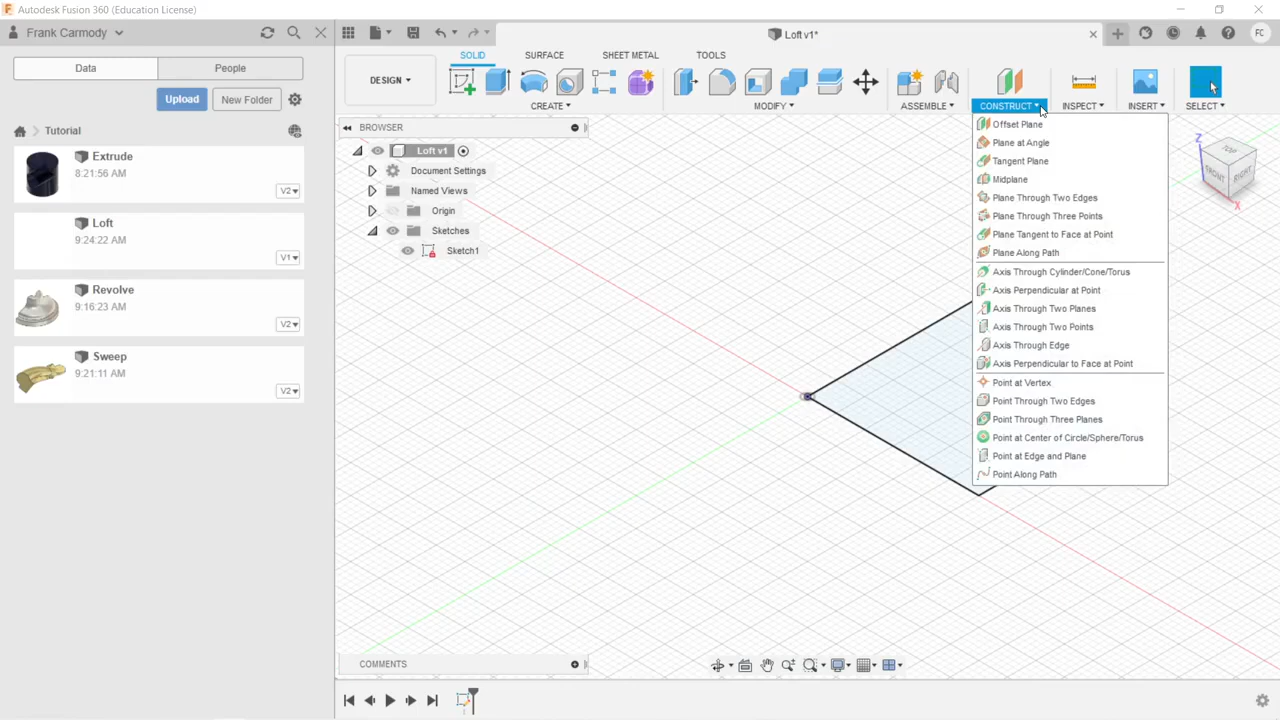 Autodesk Fusion 360 (Education License)
Frank Carmody
Loft v1*
FC
Data
People
Upload
New Folder
Tutorial
Extrude
8:21:56 AM
V2
Loft
9:24:22 AM
V1
Revolve
9:16:23 AM
V2
Sweep
9:21:11 AM
V2
DESIGN
SOLID
SURFACE
SHEET METAL
TOOLS
CREATE
MODIFY
ASSEMBLE
CONSTRUCT
INSPECT
INSERT
SELECT
BROWSER
Loft v1
Document Settings
Named Views
Origin
Sketches
Sketch1
Offset Plane
Plane at Angle
Tangent Plane
Midplane
Plane Through Two Edges
Plane Through Three Points
Plane Tangent to Face at Point
Plane Along Path
Axis Through Cylinder/Cone/Torus
Axis Perpendicular at Point
Axis Through Two Planes
Axis Through Two Points
Axis Through Edge
Axis Perpendicular to Face at Point
Point at Vertex
Point Through Two Edges
Point Through Three Planes
Point at Center of Circle/Sphere/Torus
Point at Edge and Plane
Point Along Path
Z
TOP
FRONT
RIGHT
X
COMMENTS